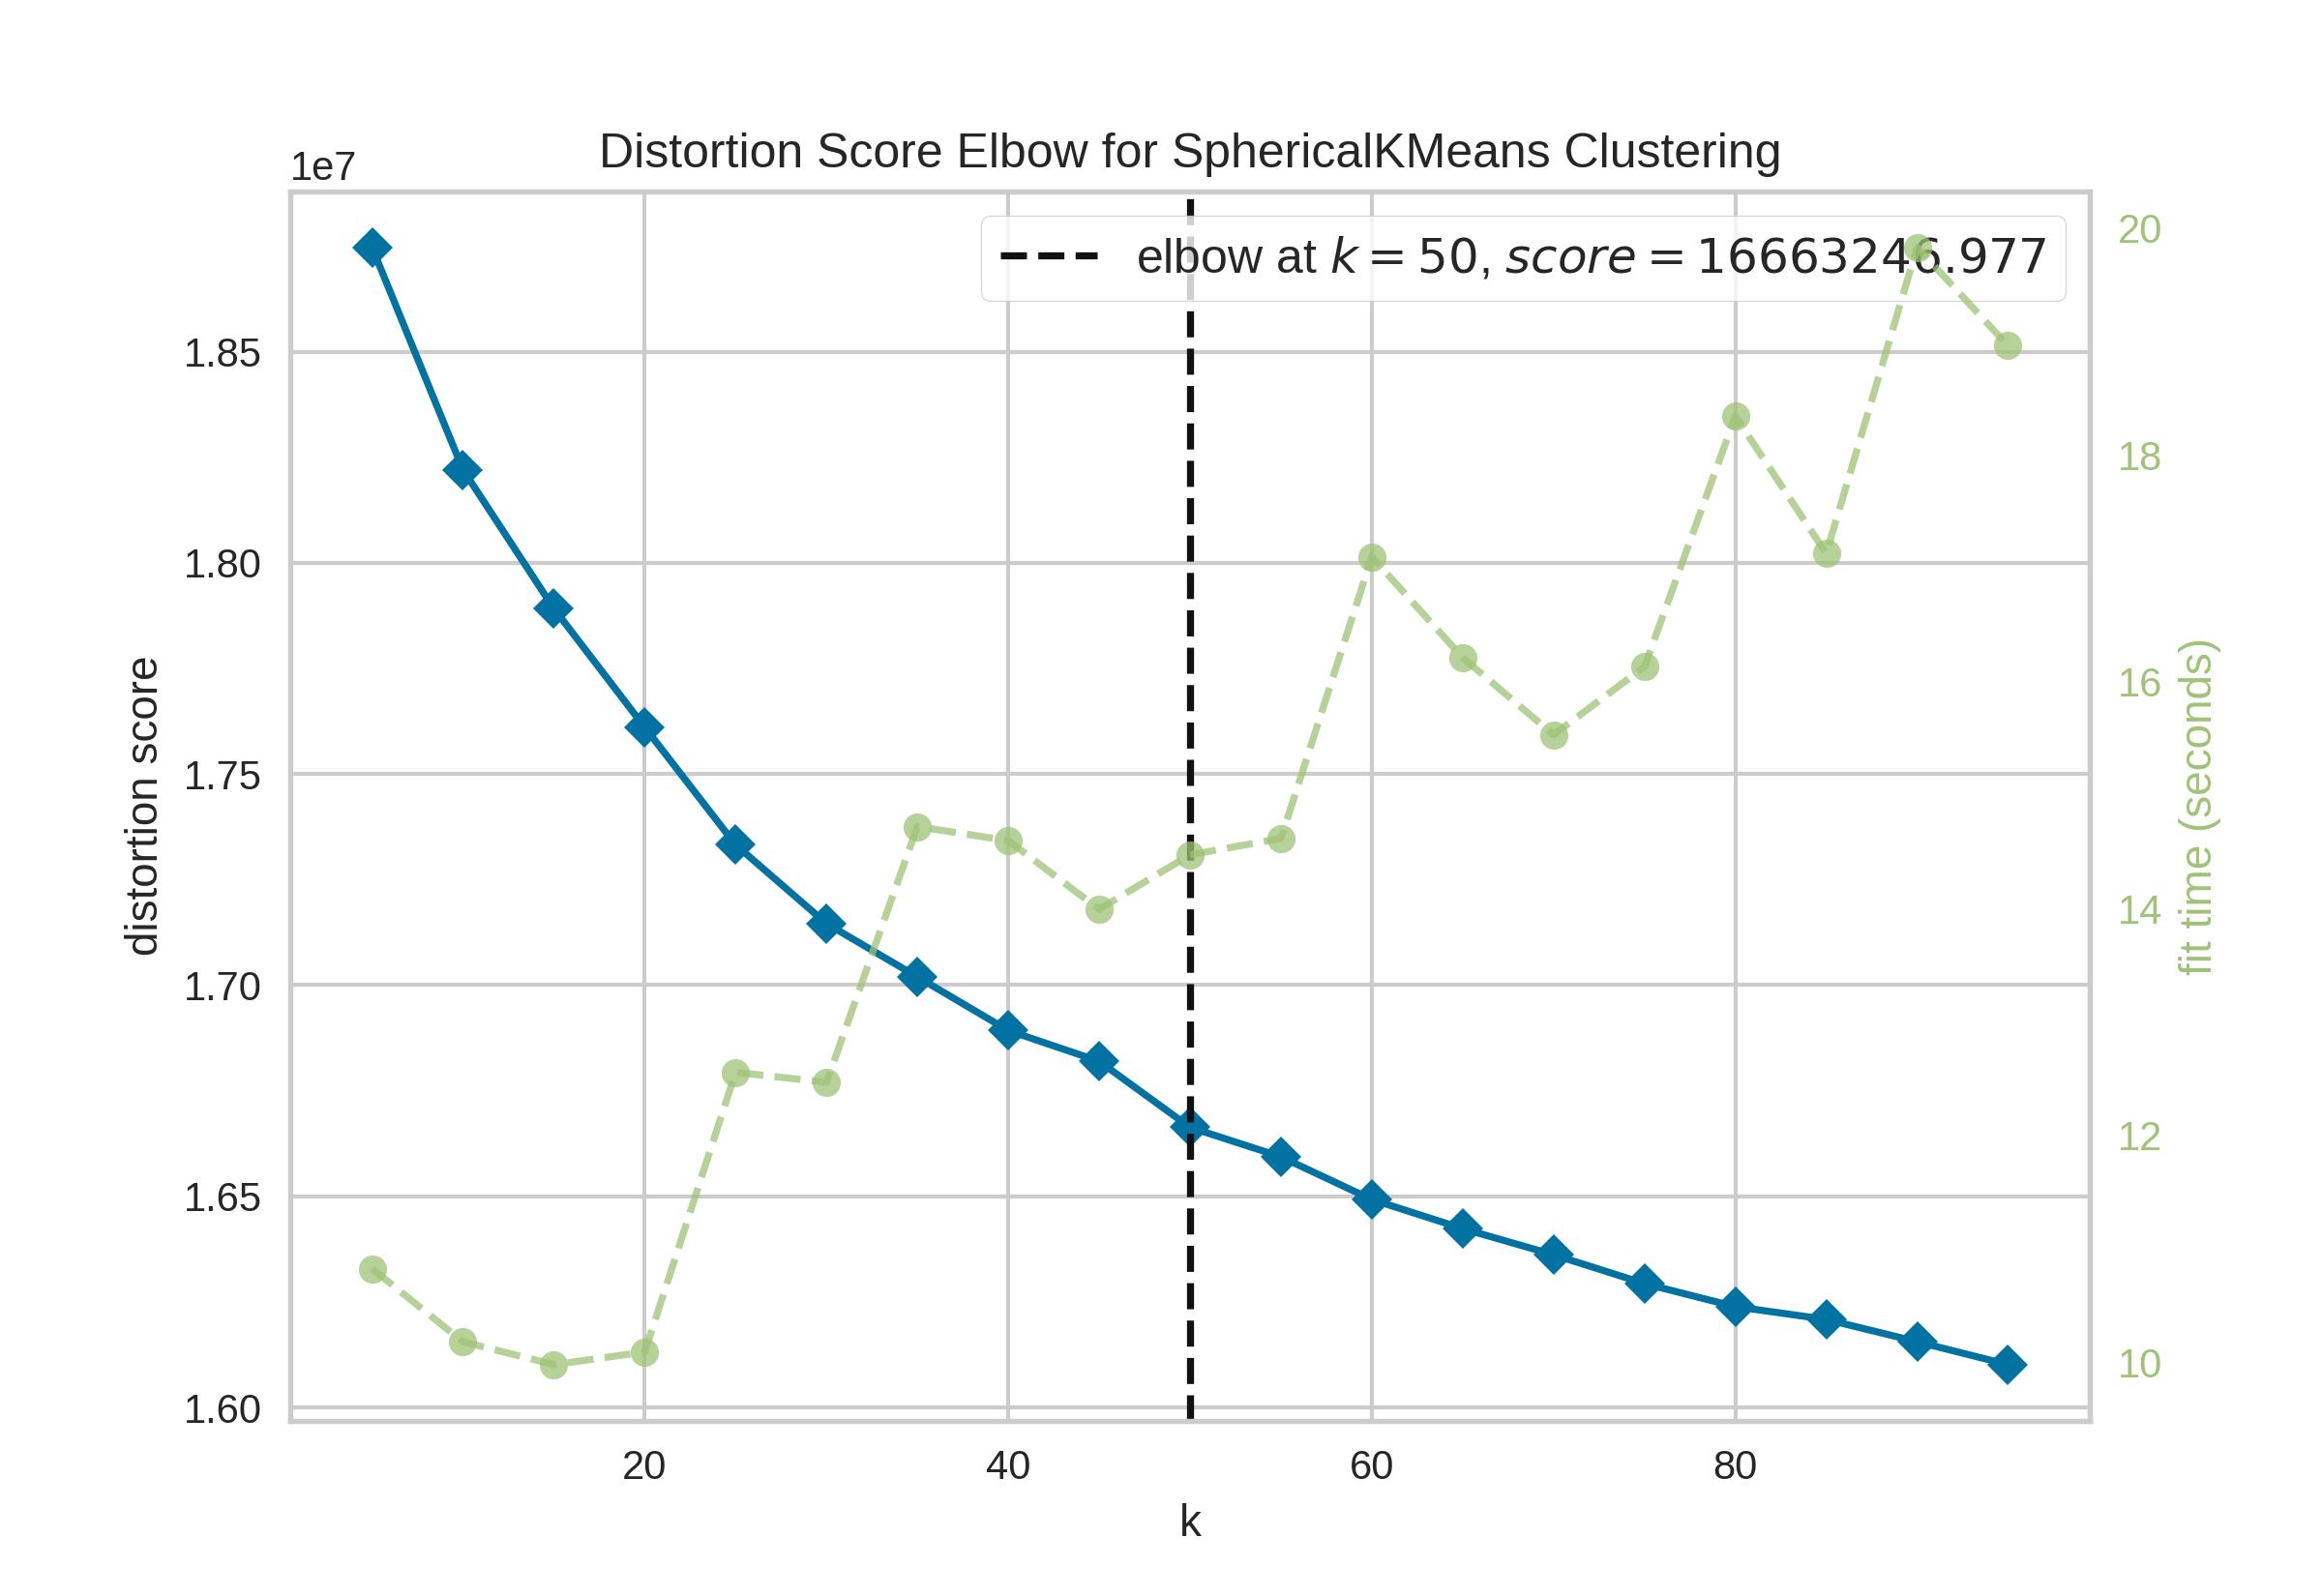 Distortion Score Elbow for SphericalKMeans Clustering
1e7
elbow at k = 50, score = 16663246.977
1.85
1.80
1.75
1.70
1.65
1.60
distortion score
20
18
16
14
12
10
fit time (seconds)
20 40 60 80
k